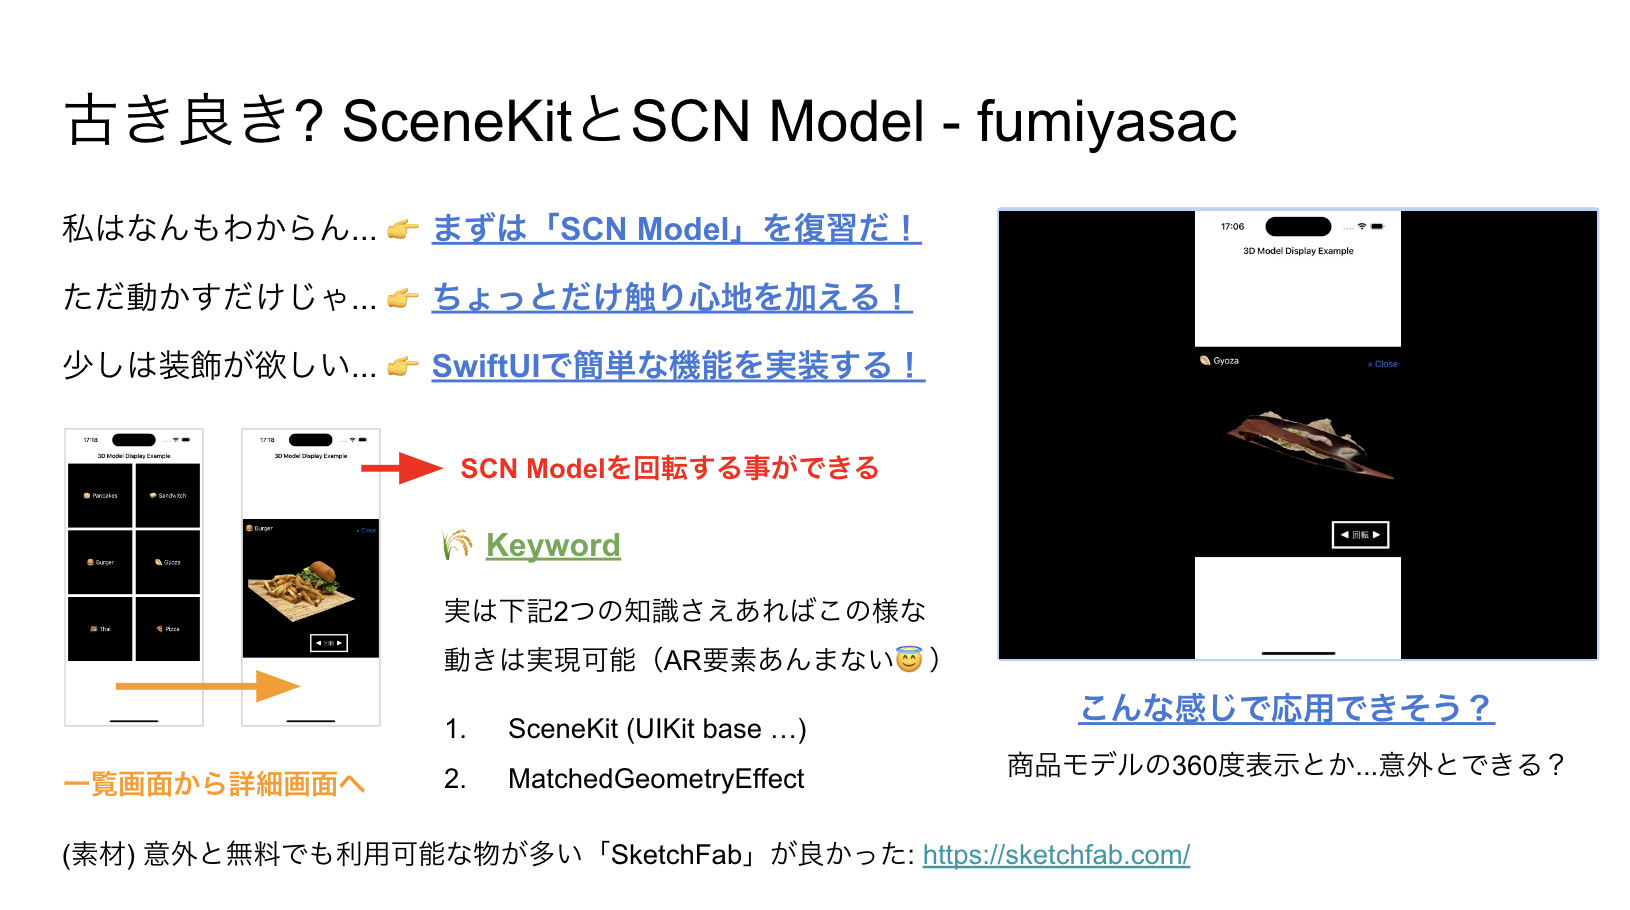 古き良き? SceneKitとSCN Model - fumiyasac
私はなんもわからん... 👉 まずは「SCN Model」を復習だ！
ただ動かすだけじゃ... 👉 ちょっとだけ触り心地を加える！
少しは装飾が欲しい... 👉 SwiftUIで簡単な機能を実装する！
17:18
3D Model Display Example
🥞 Pancakes
🥪 Sandwitch
🍔 Burger
🥟 Gyoza
🍱 Thai
🍕 Pizza
一覧画面から詳細画面へ
17:18
3D Model Display Example
🍔 Burger
× Close
◀ 回転 ▶
SCN Modelを回転する事ができる
🌾 Keyword
実は下記2つの知識さえあればこの様な
動きは実現可能（AR要素あんまない😇）
1. SceneKit (UIKit base …)
2. MatchedGeometryEffect
17:06
3D Model Display Example
🥟 Gyoza
× Close
◀ 回転 ▶
こんな感じで応用できそう？
商品モデルの360度表示とか...意外とできる？
(素材) 意外と無料でも利用可能な物が多い「SketchFab」が良かった: https://sketchfab.com/